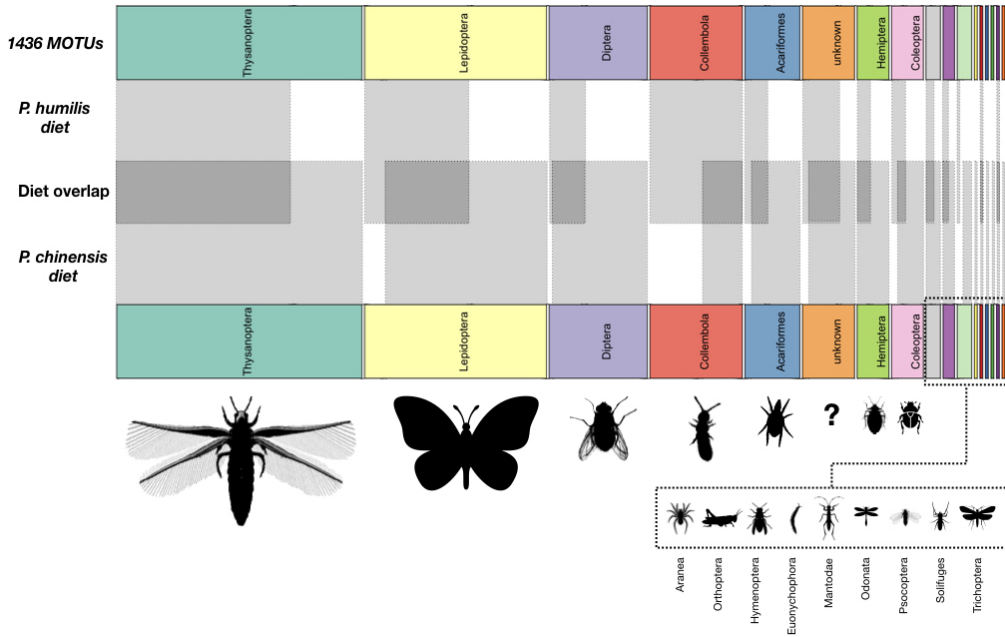 1436 MOTUs
Thysanoptera
Lepidoptera
Diptera
Collembola
Acariformes
unknown
Hemiptera
Coleoptera
P. humilis
diet
Diet overlap
P. chinensis
diet
Thysanoptera
Lepidoptera
Diptera
Collembola
Acariformes
unknown
Hemiptera
Coleoptera
?
Aranea
Orthoptera
Hymenoptera
Euonychophora
Mantodae
Odonata
Psocoptera
Solifuges
Trichoptera